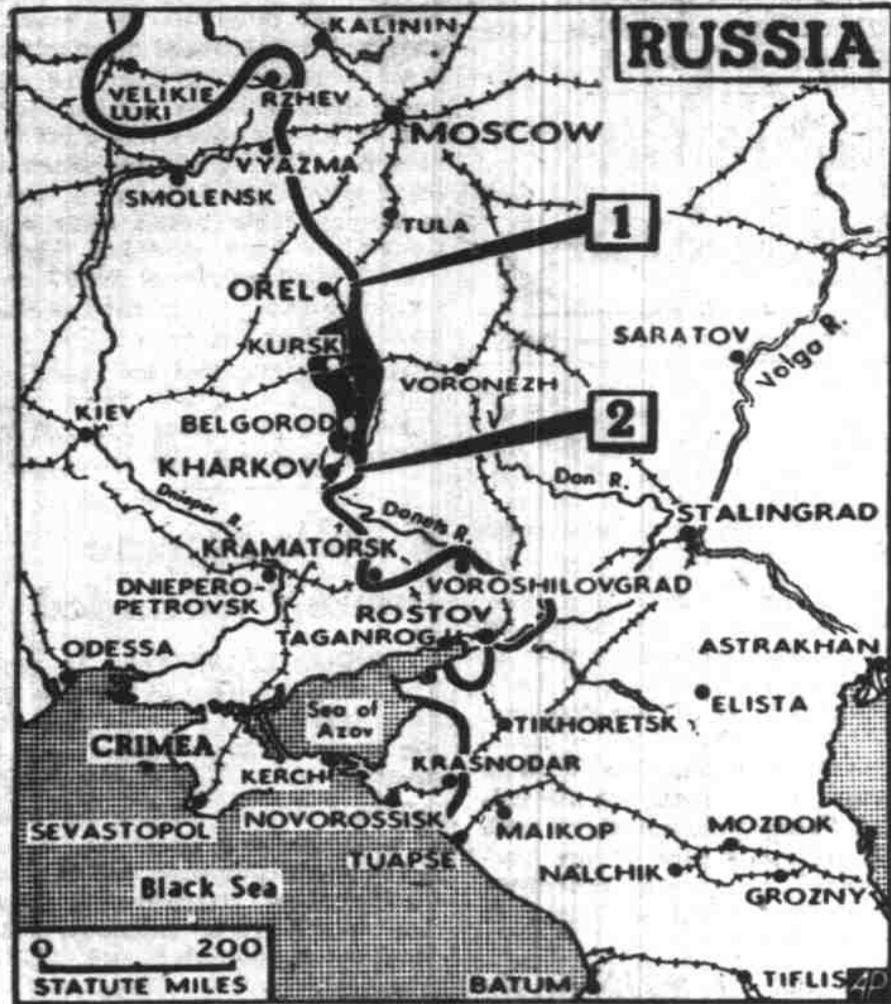 RUSSIA
KALININ
VELIKIE
LUKI
RZHEV
MOSCOW
VYAZMA
SMOLENSK
TULA
1
OREL
SARATOV
Volga R.
KURSK
VORONEZH
KIEV
BELGOROD
2
KHARKOV
Dnieper R.
Don R.
Donets R.
STALINGRAD
KRAMATORSK
DNIEPERO-
PETROVSK
VOROSHILOVGRAD
ROSTOV
TAGANROG
ODESSA
ASTRAKHAN
ELISTA
Sea of
Azov
TIKHORETSK
CRIMEA
KERCH
KRASNODAR
SEVASTOPOL
NOVOROSSISK
MAIKOP
MOZDOK
TUAPSE
NALCHIK
GROZNY
Black Sea
0 200
STATUTE MILES
BATUM
TIFLIS
AP